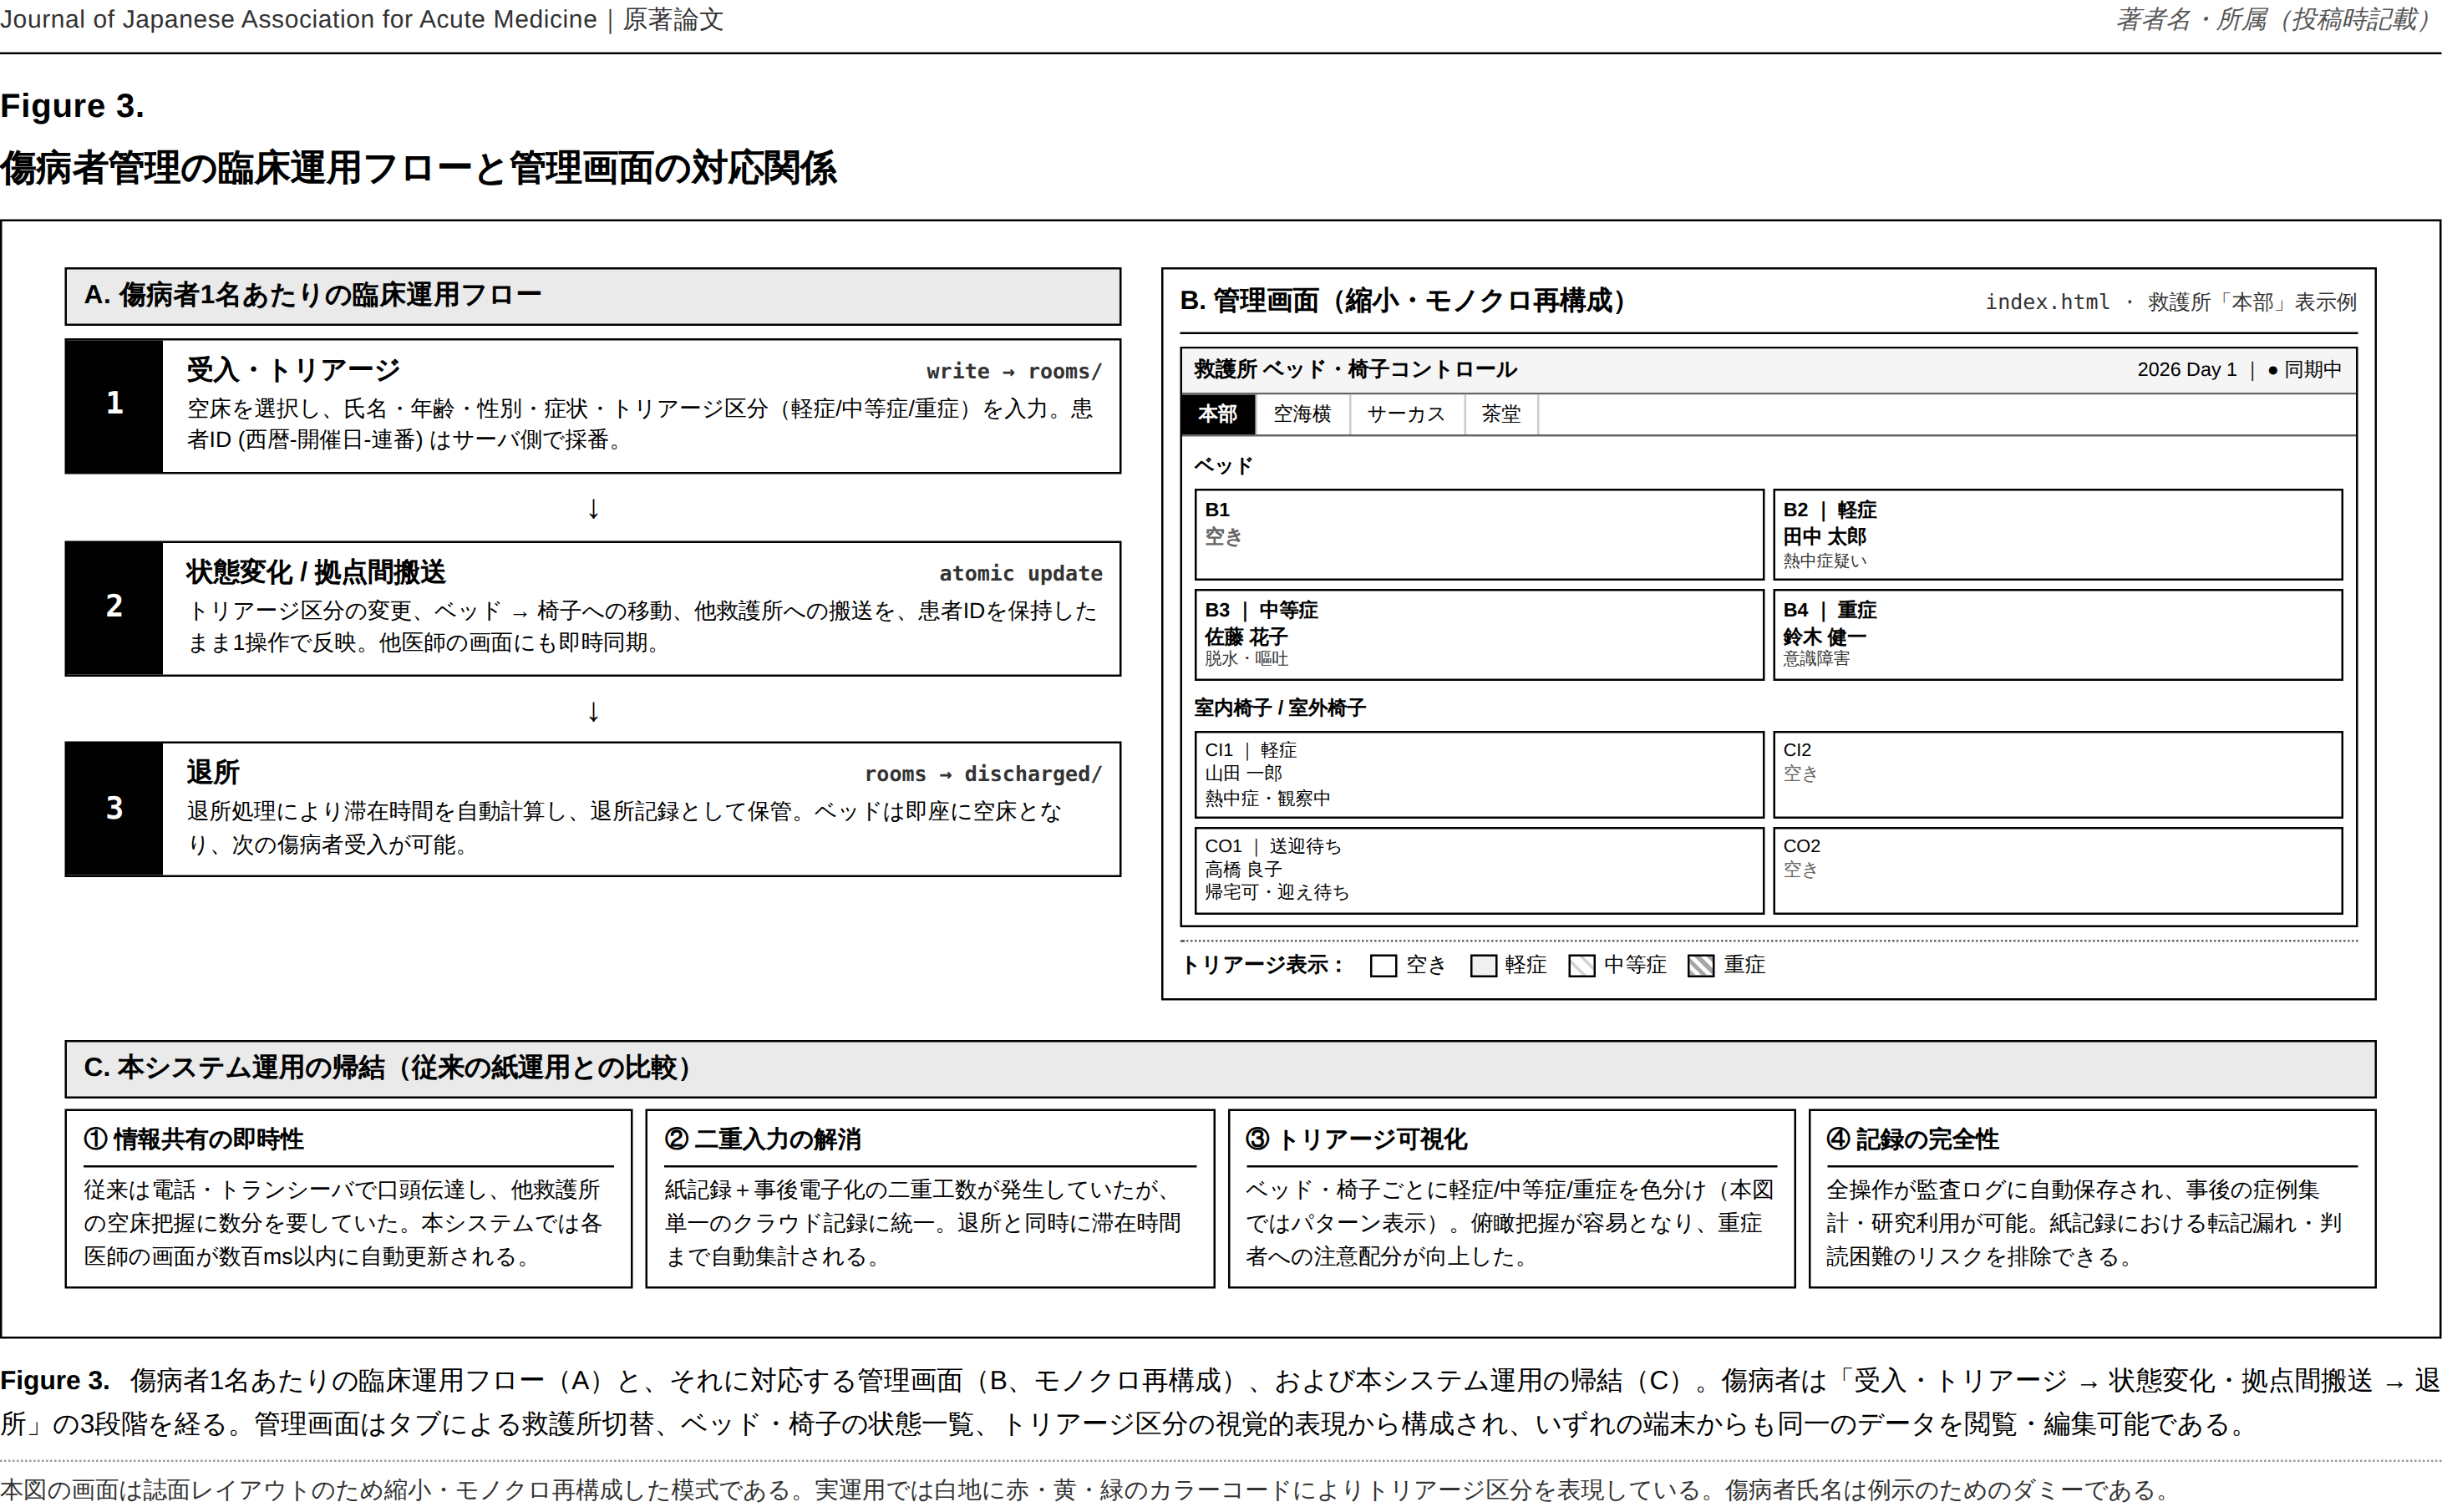 Journal of Japanese Association for Acute Medicine｜原著論文
著者名・所属（投稿時記載）
Figure 3.
傷病者管理の臨床運用フローと管理画面の対応関係
A. 傷病者1名あたりの臨床運用フロー
1
受入・トリアージ
write → rooms/
空床を選択し、氏名・年齢・性別・症状・トリアージ区分（軽症/中等症/重症）を入力。患
者ID (西暦-開催日-連番) はサーバ側で採番。
↓
2
状態変化 / 拠点間搬送
atomic update
トリアージ区分の変更、ベッド → 椅子への移動、他救護所への搬送を、患者IDを保持した
まま1操作で反映。他医師の画面にも即時同期。
↓
3
退所
rooms → discharged/
退所処理により滞在時間を自動計算し、退所記録として保管。ベッドは即座に空床とな
り、次の傷病者受入が可能。
B. 管理画面（縮小・モノクロ再構成）
index.html · 救護所「本部」表示例
救護所 ベッド・椅子コントロール
2026 Day 1 ｜ ● 同期中
本部
空海横
サーカス
茶堂
ベッド
B1
空き
B2 ｜ 軽症
田中 太郎
熱中症疑い
B3 ｜ 中等症
佐藤 花子
脱水・嘔吐
B4 ｜ 重症
鈴木 健一
意識障害
室内椅子 / 室外椅子
CI1 ｜ 軽症
山田 一郎
熱中症・観察中
CI2
空き
CO1 ｜ 送迎待ち
高橋 良子
帰宅可・迎え待ち
CO2
空き
トリアージ表示：
空き
軽症
中等症
重症
C. 本システム運用の帰結（従来の紙運用との比較）
① 情報共有の即時性
従来は電話・トランシーバで口頭伝達し、他救護所
の空床把握に数分を要していた。本システムでは各
医師の画面が数百ms以内に自動更新される。
② 二重入力の解消
紙記録＋事後電子化の二重工数が発生していたが、
単一のクラウド記録に統一。退所と同時に滞在時間
まで自動集計される。
③ トリアージ可視化
ベッド・椅子ごとに軽症/中等症/重症を色分け（本図
ではパターン表示）。俯瞰把握が容易となり、重症
者への注意配分が向上した。
④ 記録の完全性
全操作が監査ログに自動保存され、事後の症例集
計・研究利用が可能。紙記録における転記漏れ・判
読困難のリスクを排除できる。
Figure 3. 傷病者1名あたりの臨床運用フロー（A）と、それに対応する管理画面（B、モノクロ再構成）、および本システム運用の帰結（C）。傷病者は「受入・トリアージ → 状態変化・拠点間搬送 → 退
所」の3段階を経る。管理画面はタブによる救護所切替、ベッド・椅子の状態一覧、トリアージ区分の視覚的表現から構成され、いずれの端末からも同一のデータを閲覧・編集可能である。
本図の画面は誌面レイアウトのため縮小・モノクロ再構成した模式である。実運用では白地に赤・黄・緑のカラーコードによりトリアージ区分を表現している。傷病者氏名は例示のためのダミーである。